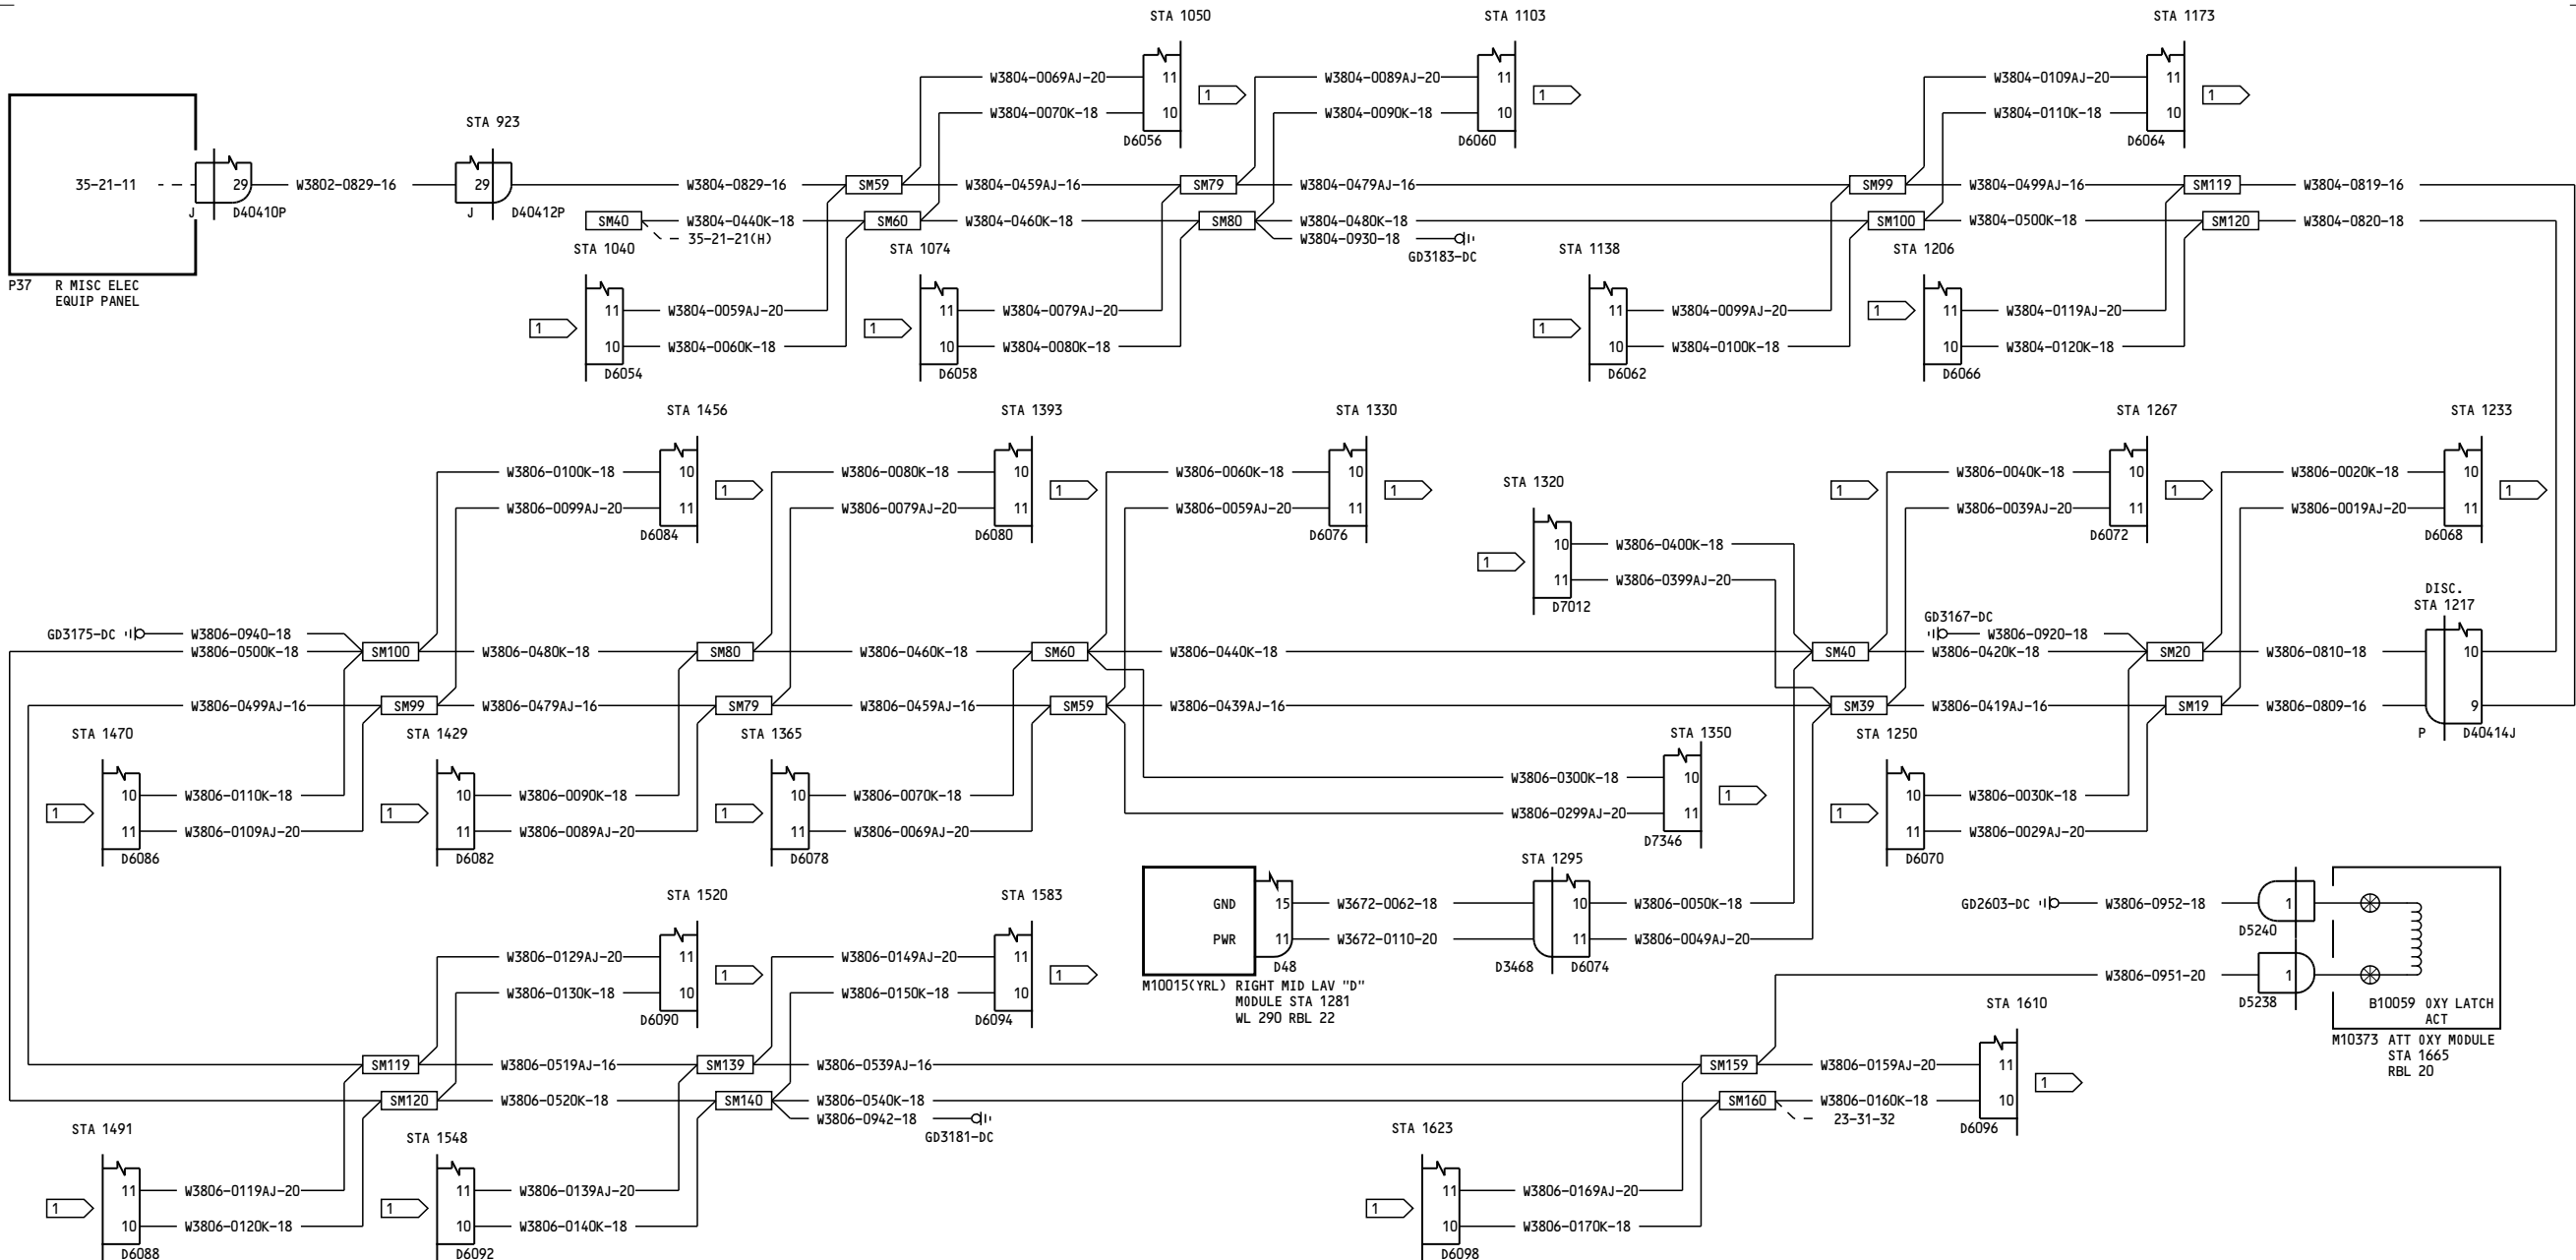 STA 1050
STA 1103
STA 1173
W3804-0069AJ-20 11
1
W3804-0089AJ-20 11
1
W3804-0109AJ-20 11
1
W3804-0070K-18 10
W3804-0090K-18 10
W3804-0110K-18 10
D6056
D6060
D6064
STA 923
35-21-11
29
W3802-0829-16
29
W3804-0829-16
SM59
W3804-0459AJ-16
SM79
W3804-0479AJ-16
SM99
W3804-0499AJ-16
SM119
W3804-0819-16
J
D40410P
J
D40412P
SM40
W3804-0440K-18
SM60
W3804-0460K-18
SM80
W3804-0480K-18
SM100
W3804-0500K-18
SM120
W3804-0820-18
35-21-21(H)
W3804-0930-18
GD3183-DC
STA 1040
STA 1074
STA 1138
STA 1206
P37 R MISC ELEC
EQUIP PANEL
1
11 W3804-0059AJ-20
1
11 W3804-0079AJ-20
1
11 W3804-0099AJ-20
1
11 W3804-0119AJ-20
10 W3804-0060K-18
10 W3804-0080K-18
10 W3804-0100K-18
10 W3804-0120K-18
D6054
D6058
D6062
D6066
STA 1456
STA 1393
STA 1330
STA 1267
STA 1233
W3806-0100K-18 10
1
W3806-0080K-18 10
1
W3806-0060K-18 10
1
STA 1320
1
W3806-0040K-18 10
1
W3806-0020K-18 10
1
W3806-0099AJ-20 11
W3806-0079AJ-20 11
W3806-0059AJ-20 11
W3806-0039AJ-20 11
W3806-0019AJ-20 11
D6084
D6080
D6076
D6072
D6068
1
10 W3806-0400K-18
11 W3806-0399AJ-20
D7012
DISC.
STA 1217
GD3175-DC
W3806-0940-18
GD3167-DC
W3806-0920-18
W3806-0500K-18
SM100
W3806-0480K-18
SM80
W3806-0460K-18
SM60
W3806-0440K-18
SM40
W3806-0420K-18
SM20
W3806-0810-18
10
W3806-0499AJ-16
SM99
W3806-0479AJ-16
SM79
W3806-0459AJ-16
SM59
W3806-0439AJ-16
SM39
W3806-0419AJ-16
SM19
W3806-0809-16
9
P
D40414J
STA 1470
STA 1429
STA 1365
STA 1350
STA 1250
W3806-0300K-18 10
1
W3806-0299AJ-20 11
D7346
1
10 W3806-0110K-18
1
10 W3806-0090K-18
1
10 W3806-0070K-18
1
10 W3806-0030K-18
11 W3806-0109AJ-20
11 W3806-0089AJ-20
11 W3806-0069AJ-20
11 W3806-0029AJ-20
D6086
D6082
D6078
D6070
STA 1520
STA 1583
STA 1295
GND 15
W3672-0062-18
10 W3806-0050K-18
PWR 11
W3672-0110-20
11 W3806-0049AJ-20
D48
D3468
D6074
M10015(YRL) RIGHT MID LAV "D"
MODULE STA 1281
WL 290 RBL 22
GD2603-DC
W3806-0952-18
1
D5240
W3806-0951-20
1
D5238
B10059 OXY LATCH
ACT
M10373 ATT OXY MODULE
STA 1665
RBL 20
W3806-0129AJ-20 11
1
W3806-0149AJ-20 11
1
W3806-0130K-18 10
W3806-0150K-18 10
D6090
D6094
STA 1610
SM119
W3806-0519AJ-16
SM139
W3806-0539AJ-16
SM159
W3806-0159AJ-20 11
1
SM120
W3806-0520K-18
SM140
W3806-0540K-18
SM160
W3806-0160K-18 10
W3806-0942-18
GD3181-DC
23-31-32
D6096
STA 1491
STA 1548
STA 1623
1
11 W3806-0119AJ-20
1
11 W3806-0139AJ-20
1
11 W3806-0169AJ-20
10 W3806-0120K-18
10 W3806-0140K-18
10 W3806-0170K-18
D6088
D6092
D6098